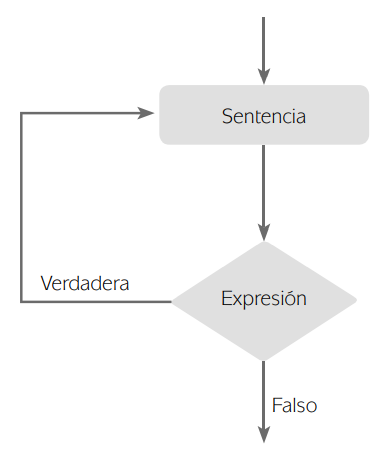 Sentencia
Verdadera
Expresión
Falso